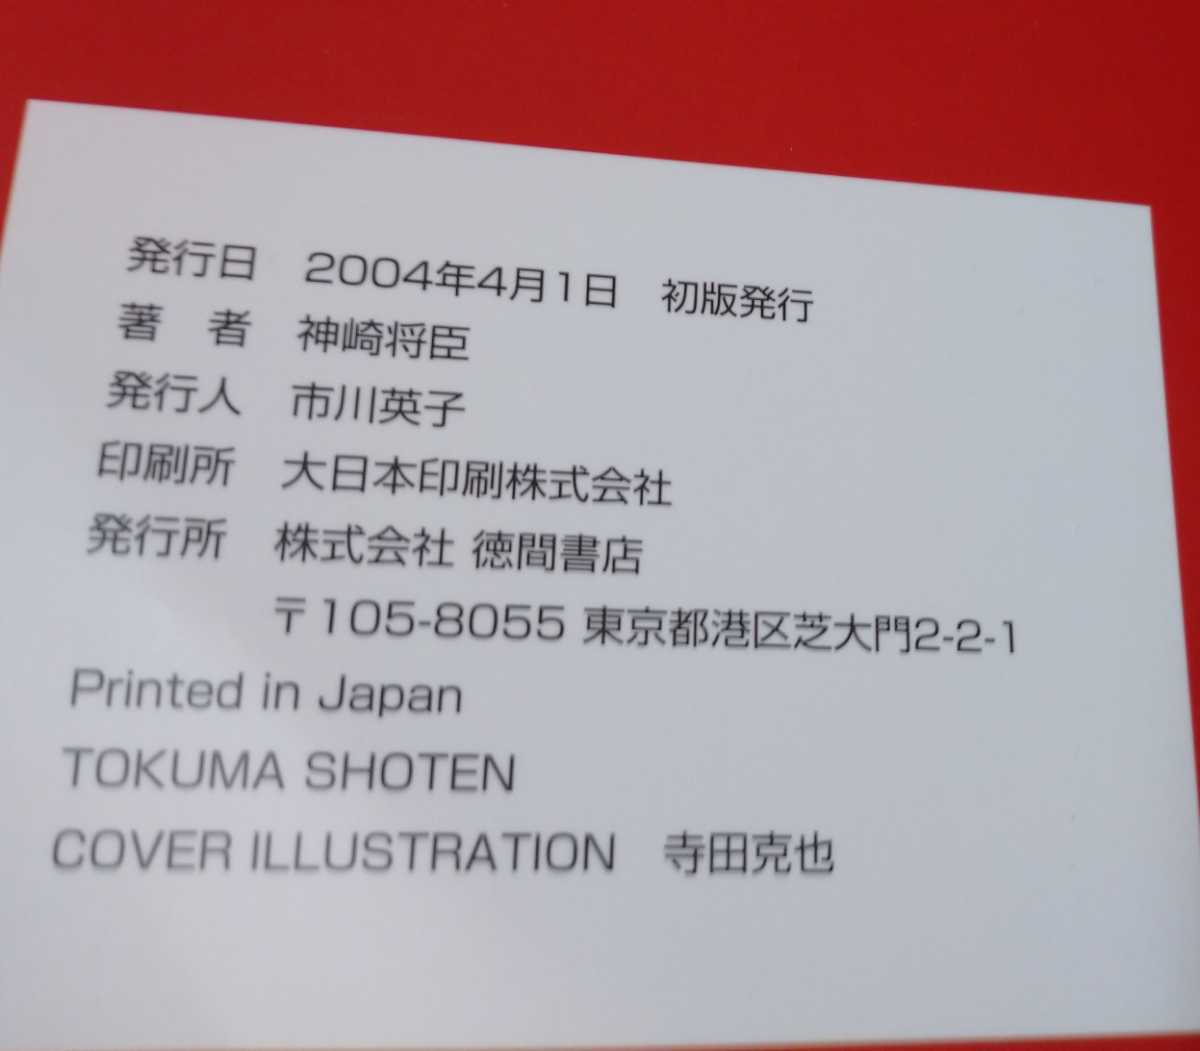 発行日　2004年4月1日　初版発行
著　者　神崎将臣
発行人　市川英子
印刷所　大日本印刷株式会社
発行所　株式会社 徳間書店
〒105-8055 東京都港区芝大門2-2-1
Printed in Japan
TOKUMA SHOTEN
COVER ILLUSTRATION　寺田克也